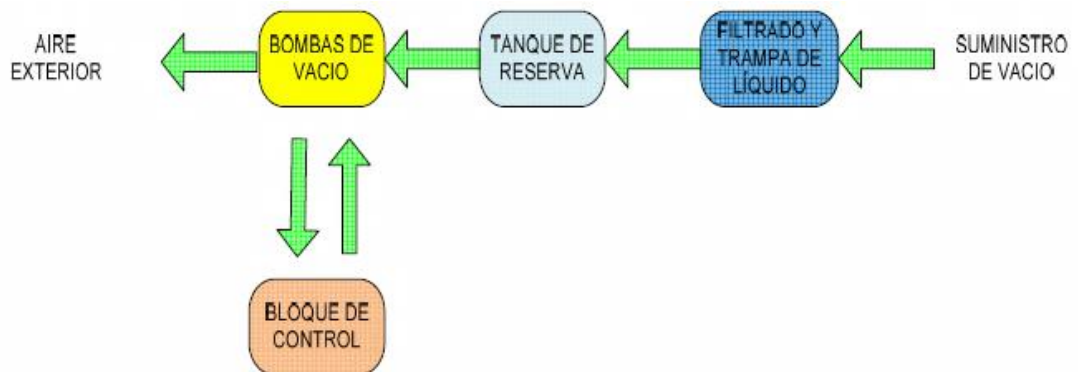 AIRE
EXTERIOR
BOMBAS DE
VACIO
TANQUE DE
RESERVA
FILTRADO Y
TRAMPA DE
LÍQUIDO
SUMINISTRO
DE VACIO
BLOQUE DE
CONTROL